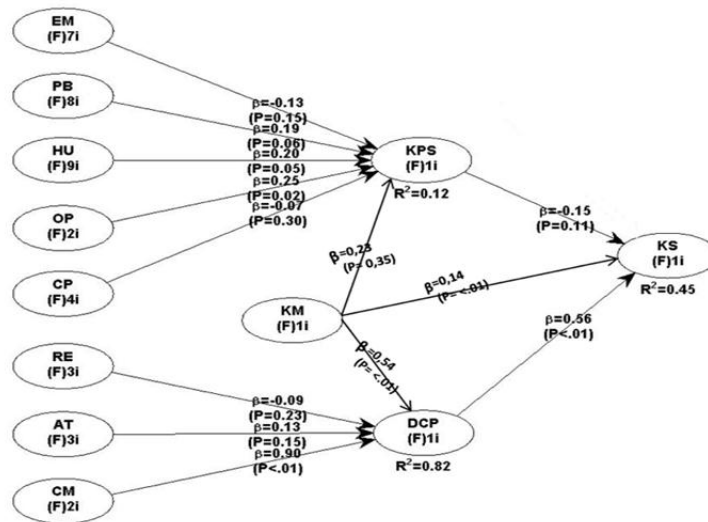 EM
(F)7i
PB
(F)8i
HU
(F)9i
OP
(F)2i
CP
(F)4i
β=-0.13
(P=0.15)
β=0.19
(P=0.06)
β=0.20
(P=0.05)
β=0.25
(P=0.02)
β=-0.07
(P=0.30)
KPS
(F)1i
R²=0.12
β=-0.15
(P=0.11)
KS
(F)1i
R²=0.45
β=0,23
(P= 0,35)
β=0,14
(P= <.01)
KM
(F)1i
β=0,54
(P= <.01)
β=0.56
(P<.01)
RE
(F)3i
AT
(F)3i
CM
(F)2i
β=-0.09
(P=0.23)
β=0.13
(P=0.15)
β=0.90
(P<.01)
DCP
(F)1i
R²=0.82